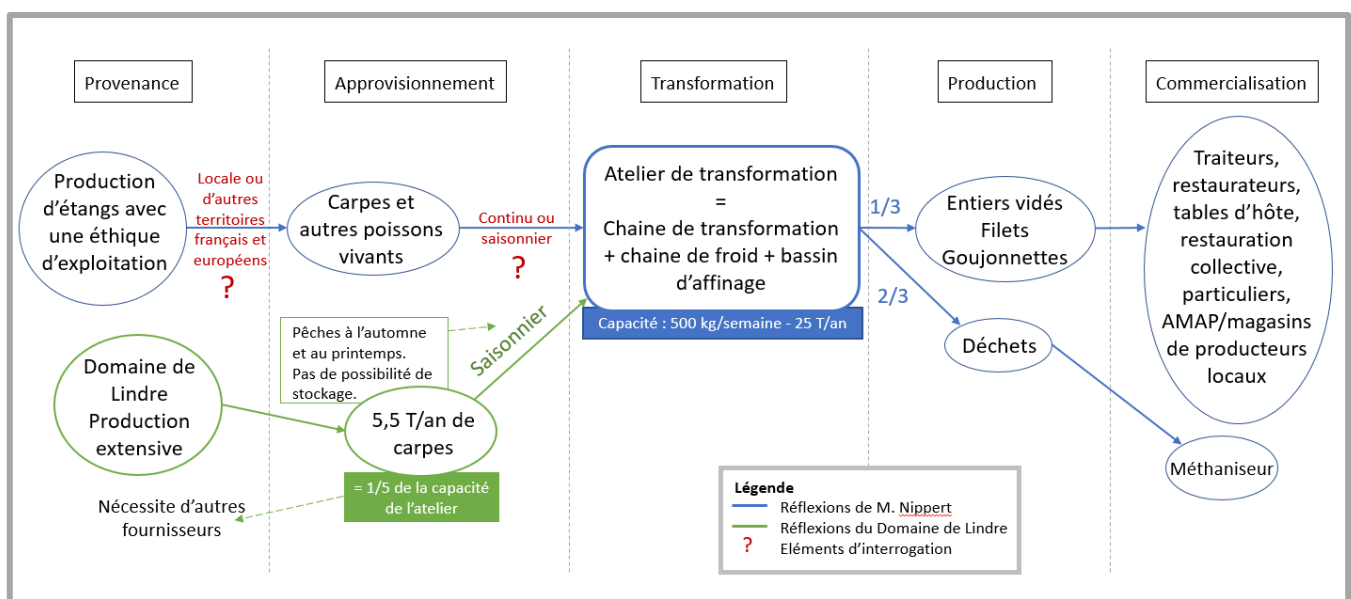 Provenance
Approvisionnement
Transformation
Production
Commercialisation
Production
d'étangs avec
une éthique
d'exploitation
Locale ou
d'autres
territoires
français et
européens
?
Carpes et
autres poissons
vivants
Continu ou
saisonnier
?
Atelier de transformation
=
Chaine de transformation
+ chaine de froid + bassin
d'affinage
Capacité : 500 kg/semaine - 25 T/an
1/3
2/3
Entiers vidés
Filets
Goujonnettes
Déchets
Traiteurs,
restaurateurs,
tables d'hôte,
restauration
collective,
particuliers,
AMAP/magasins
de producteurs
locaux
Méthaniseur
Domaine de
Lindre
Production
extensive
Pêches à l'automne
et au printemps.
Pas de possibilité de
stockage.
Saisonnier
5,5 T/an de
carpes
= 1/5 de la capacité
de l'atelier
Nécessite d'autres
fournisseurs
Légende
Réflexions de M. Nippert
Réflexions du Domaine de Lindre
? Eléments d'interrogation